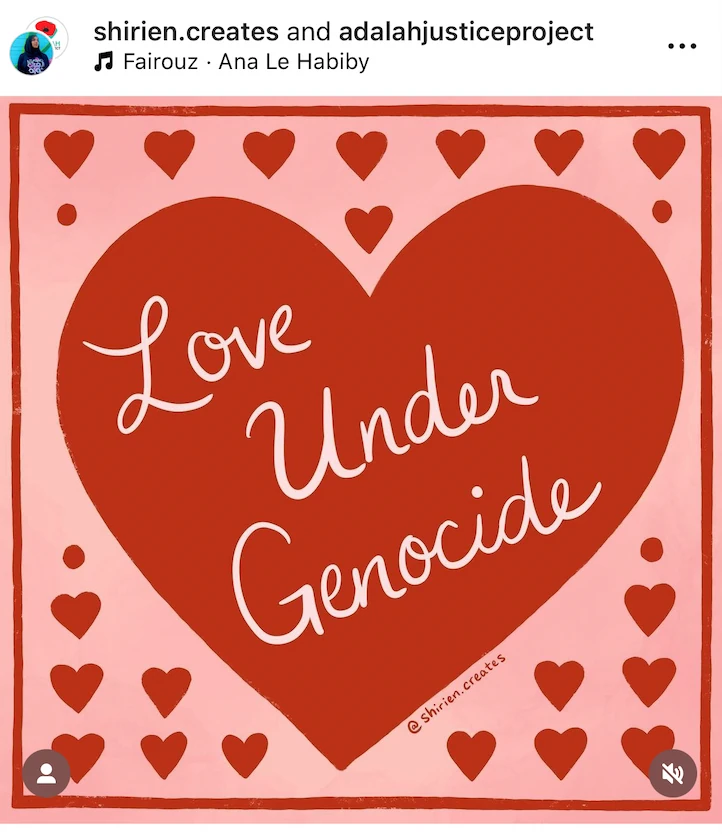 shirien.creates and adalahjusticeproject
Fairouz · Ana Le Habiby
Love
Under
Genocide
@shirien.creates